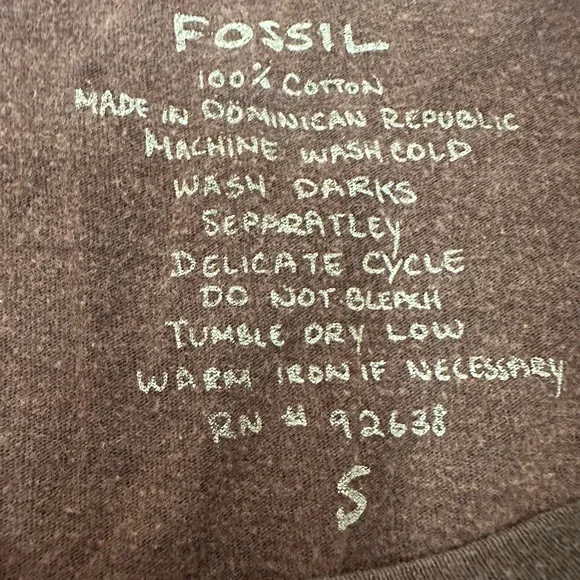 FOSSIL
100% COTTON
MADE IN DOMINICAN REPUBLIC
MACHINE WASH COLD
WASH DARKS
SEPARATLEY
DELICATE CYCLE
DO NOT BLEACH
TUMBLE DRY LOW
WARM IRON IF NECESSARY
RN # 92638
S